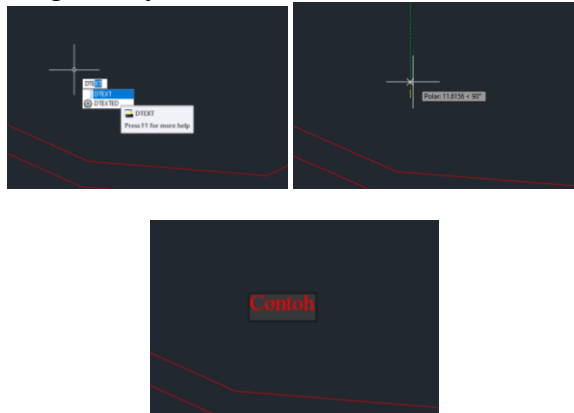 DTEXT
DTEXT
DTEXTED
DTEXT
Press F1 for more help
Polar: 11.6156 < 90°
Contoh